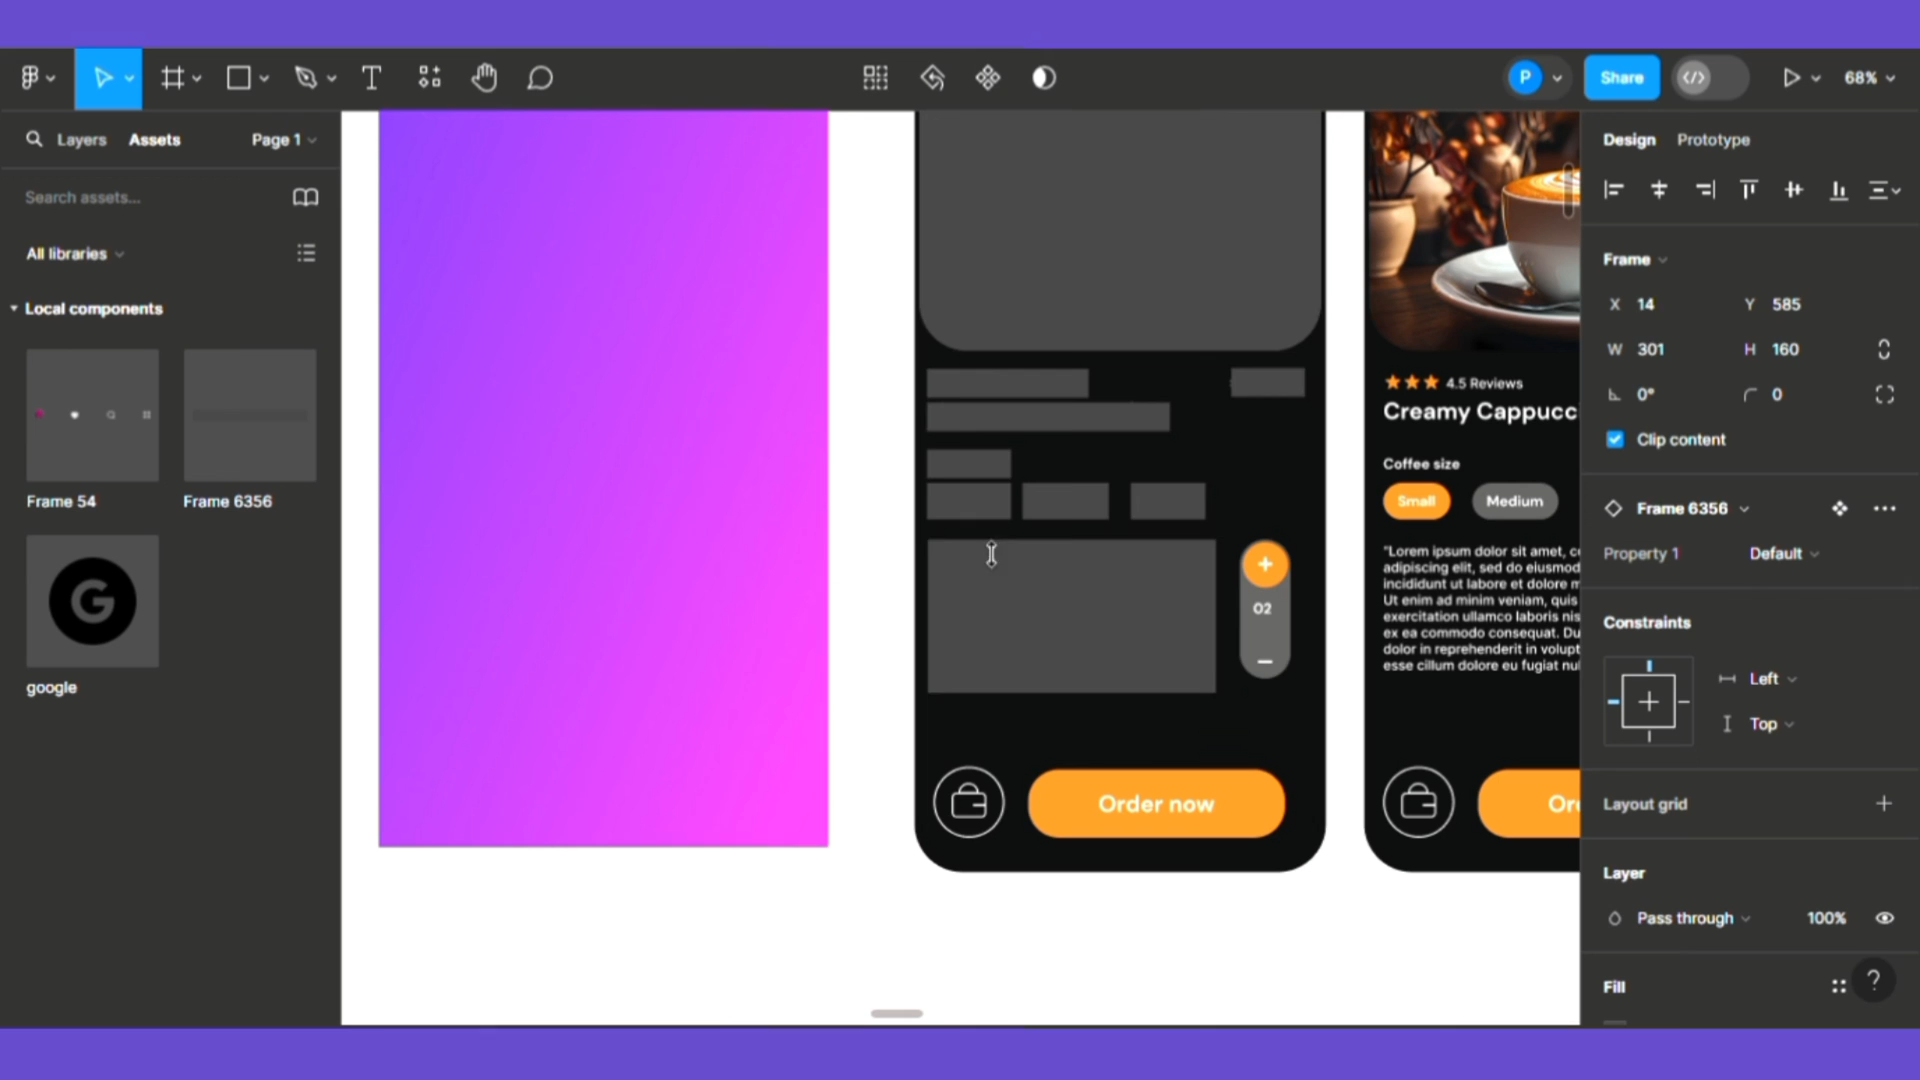 P
Share
68%
Layers
Assets
Page 1
Search assets...
All libraries
Local components
Frame 54
Frame 6356
G
google
+
02
−
Order now
4.5 Reviews
Creamy Cappucc
Coffee size
Small
Medium
"Lorem ipsum dolor sit amet, c
adipiscing elit, sed do eiusmod
incididunt ut labore et dolore m
Ut enim ad minim veniam, quis
exercitation ullamco laboris nis
ex ea commodo consequat. Du
dolor in reprehenderit in volupt
esse cillum dolore eu fugiat nul
Ord
Design
Prototype
Frame
X 14
Y 585
W 301
H 160
0°
0
Clip content
Frame 6356
Property 1
Default
Constraints
Left
Top
Layout grid
Layer
Pass through
100%
Fill
?